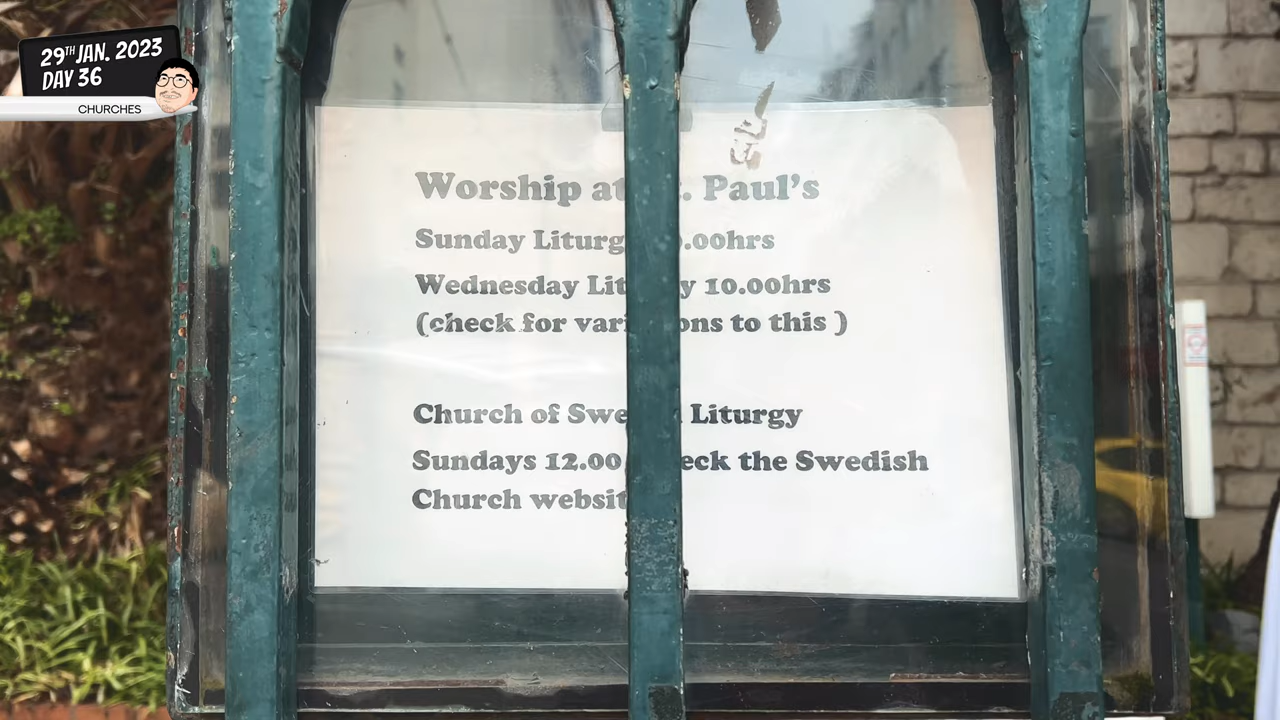 29TH JAN. 2023
DAY 36
CHURCHES
Worship at . Paul's
Sunday Liturg .00hrs
Wednesday Lit y 10.00hrs
(check for vari ons to this )
Church of Swe Liturgy
Sundays 12.00 eck the Swedish
Church websit